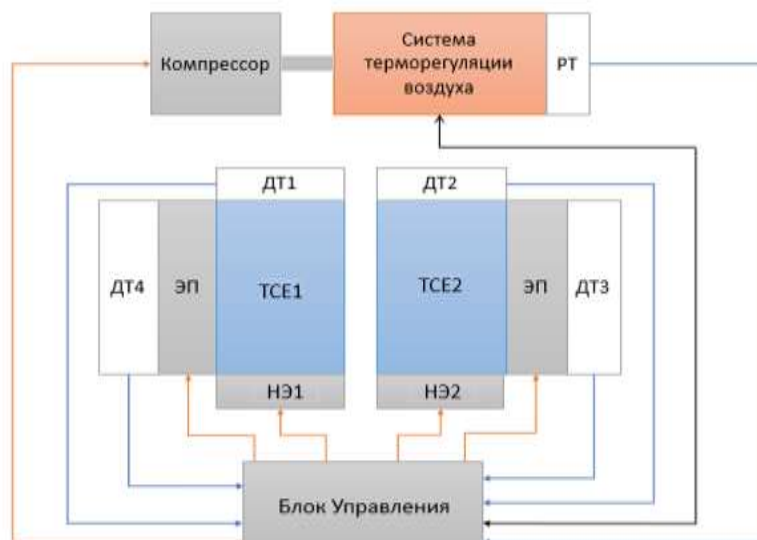 Компрессор
Система
терморегуляции
воздуха
РТ
ДТ1
ДТ2
ДТ4
ЭП
ТСЕ1
ТСЕ2
ЭП
ДТ3
НЭ1
НЭ2
Блок Управления